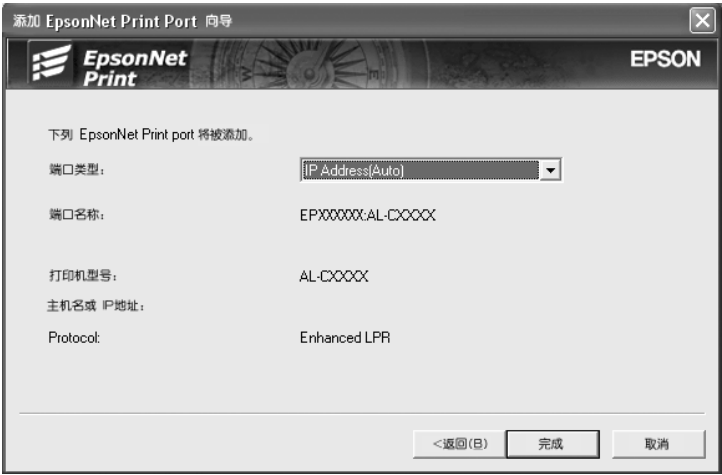 添加 EpsonNet Print Port 向导
EpsonNet
Print
EPSON
下列 EpsonNet Print port 将被添加。
端口类型：
IP Address(Auto)
端口名称：
EPXXXXXX:AL-CXXXX
打印机型号：
AL-CXXXX
主机名或 IP地址：
Protocol:
Enhanced LPR
<返回(B)
完成
取消